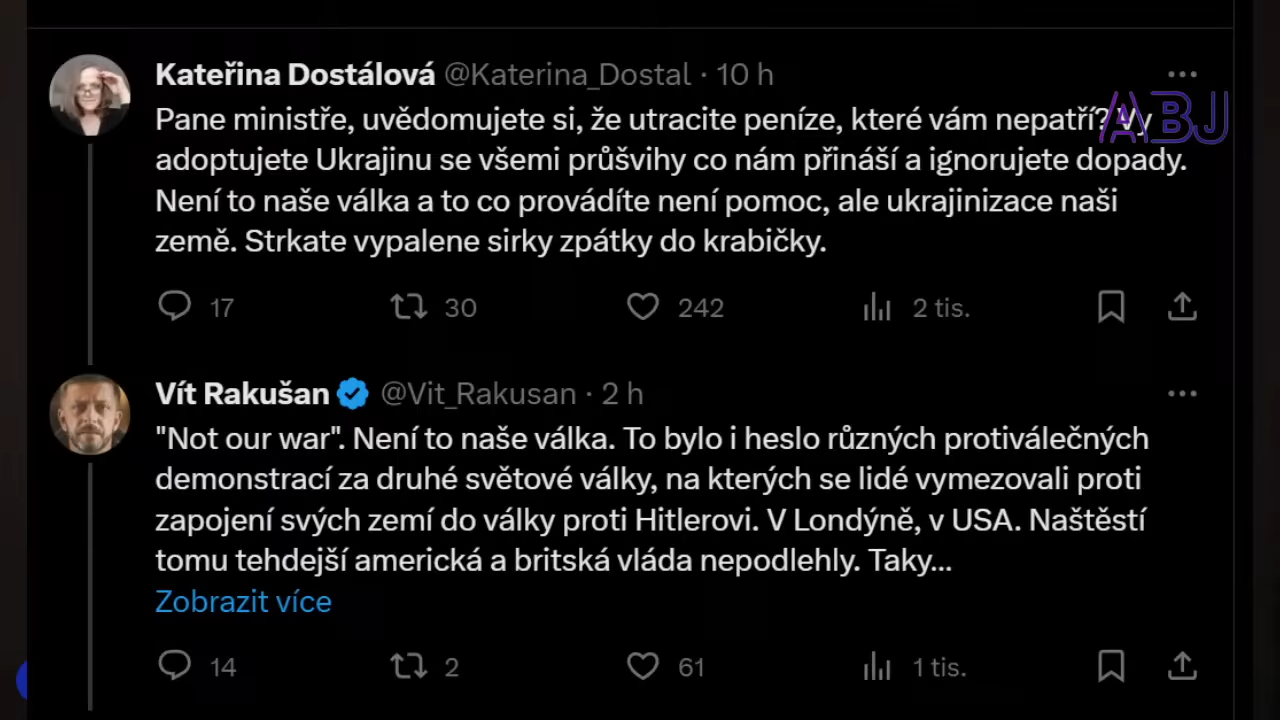 Kateřina Dostálová @Katerina_Dostal · 10 h
Pane ministře, uvědomujete si, že utracite peníze, které vám nepatří? Vy
adoptujete Ukrajinu se všemi průšvihy co nám přináší a ignorujete dopady.
Není to naše válka a to co provádíte není pomoc, ale ukrajinizace naši
země. Strkate vypalene sirky zpátky do krabičky.
17 30 242 2 tis.
ABJ
Vít Rakušan @Vit_Rakusan · 2 h
"Not our war". Není to naše válka. To bylo i heslo různých protiválečných
demonstrací za druhé světové války, na kterých se lidé vymezovali proti
zapojení svých zemí do války proti Hitlerovi. V Londýně, v USA. Naštěstí
tomu tehdejší americká a britská vláda nepodlehly. Taky...
Zobrazit více
14 2 61 1 tis.